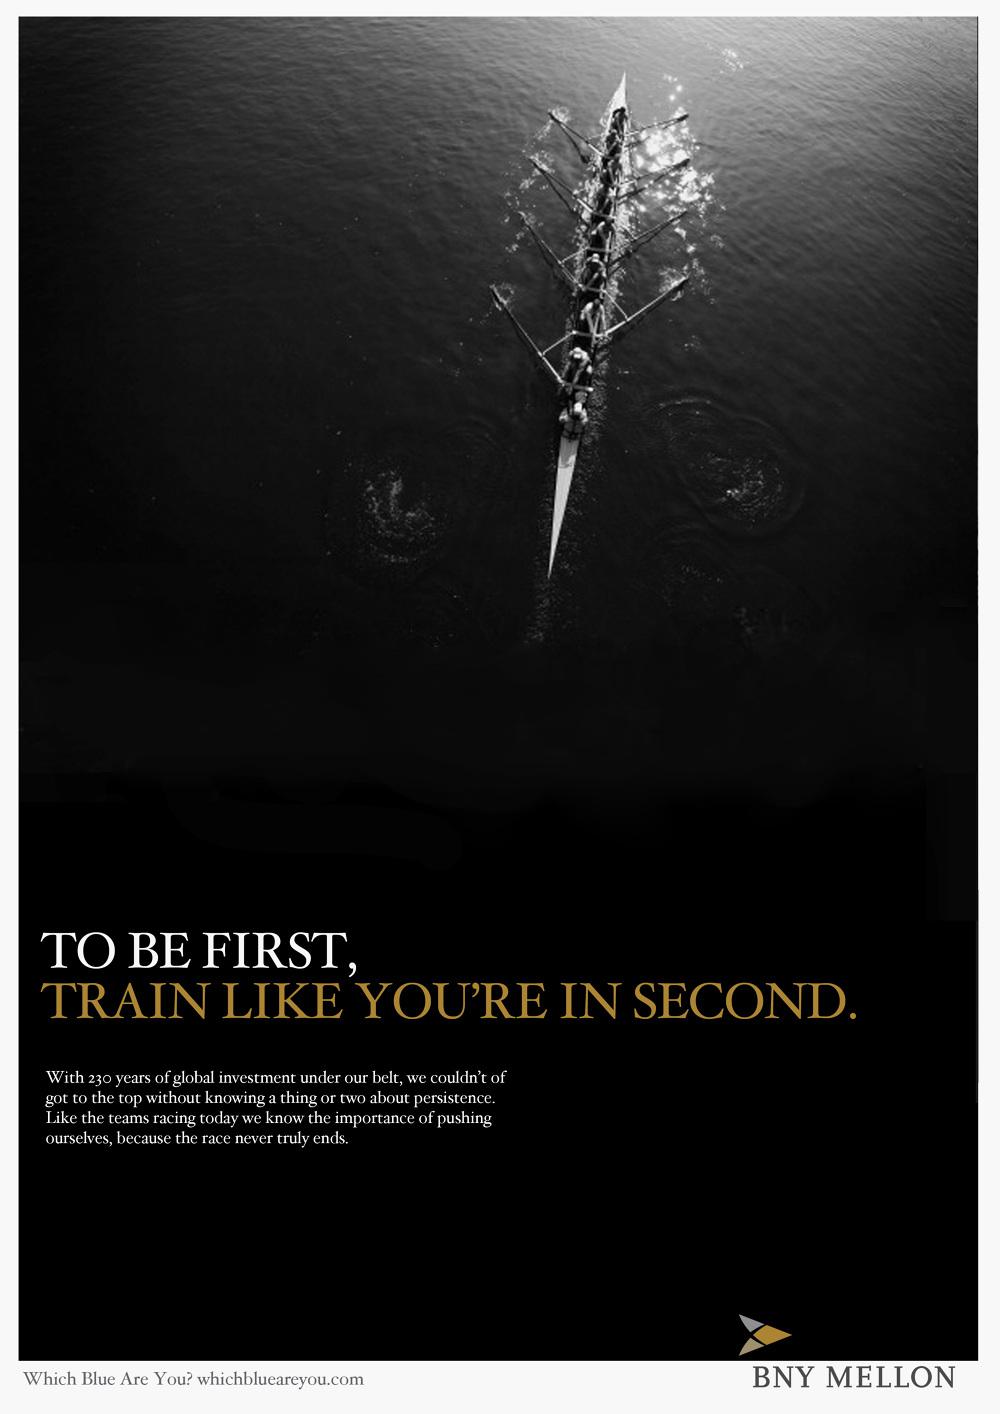 TO BE FIRST,
TRAIN LIKE YOU’RE IN SECOND.
With 230 years of global investment under our belt, we couldn’t of
got to the top without knowing a thing or two about persistence.
Like the teams racing today we know the importance of pushing
ourselves, because the race never truly ends.
Which Blue Are You? whichblueareyou.com
BNY MELLON